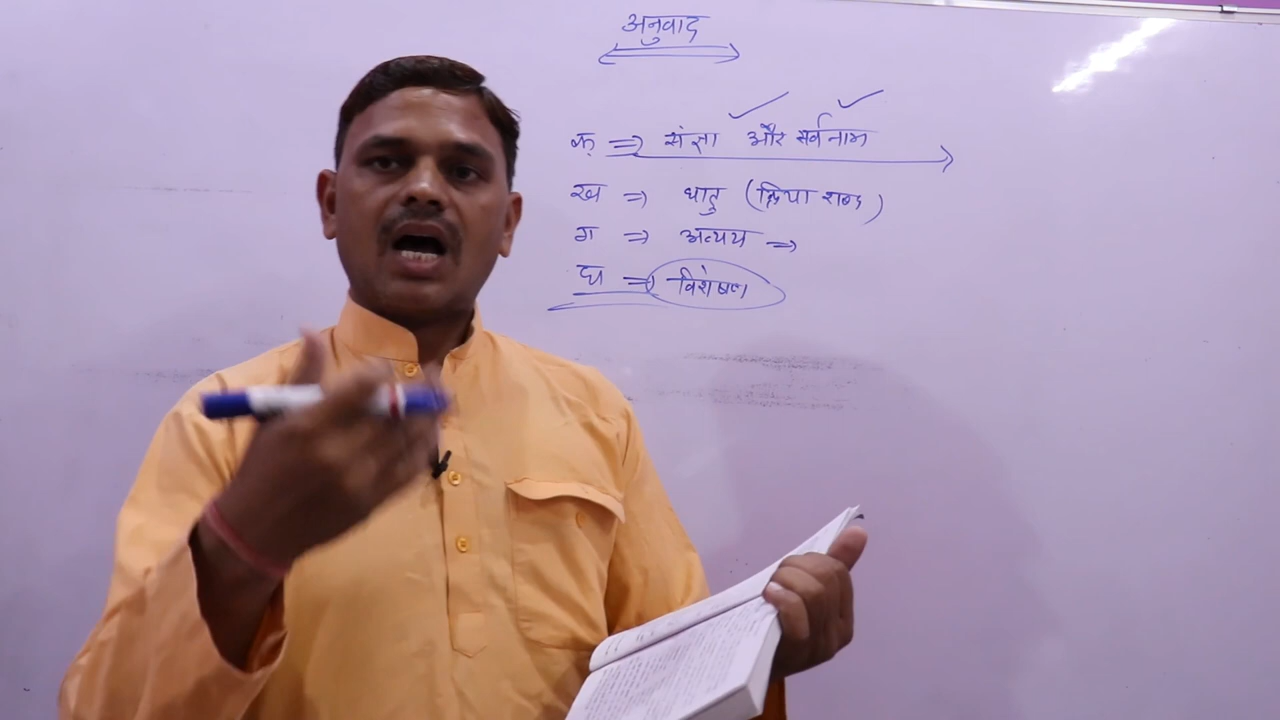 अनुवाद
क ⇒ संज्ञा और सर्वनाम
ख ⇒ धातु (क्रिया शब्द)
ग ⇒ अव्यय →
घ ⇒ विशेषण